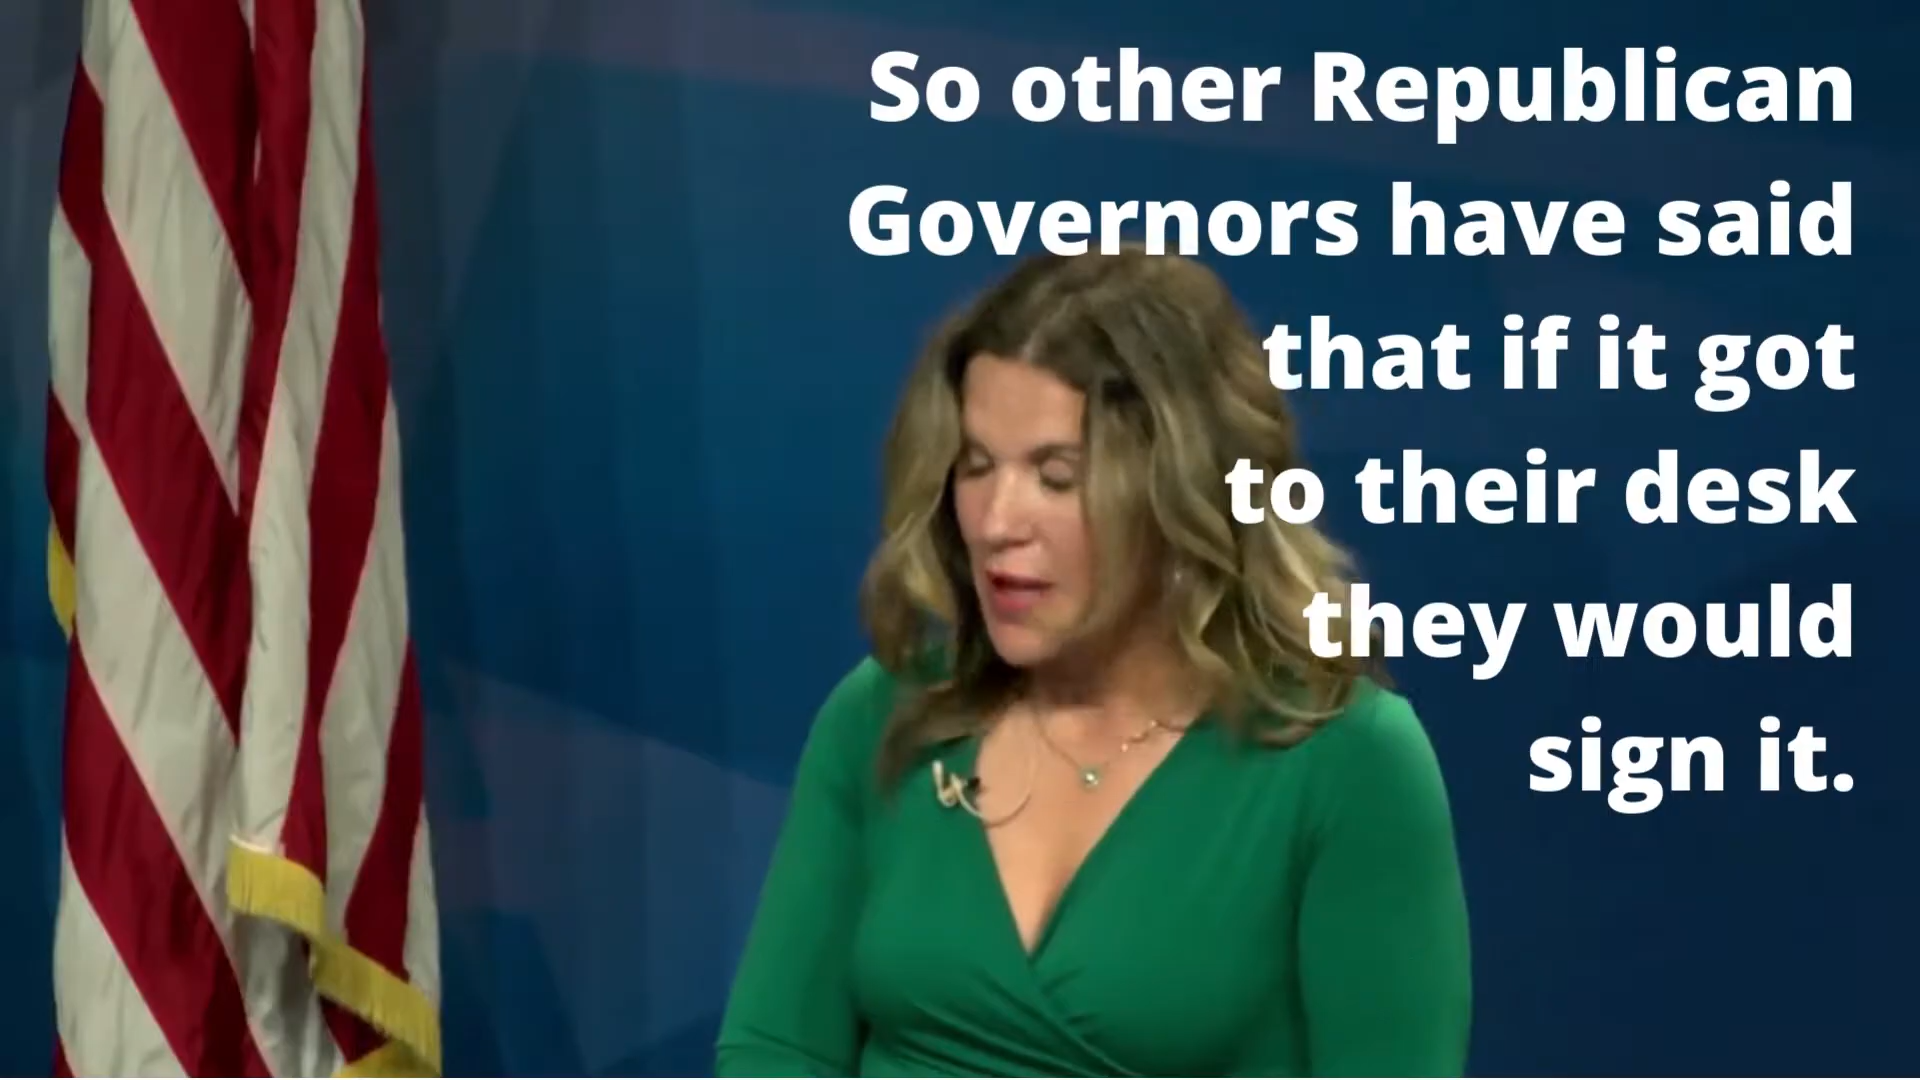 So other Republican
Governors have said
that if it got
to their desk
they would
sign it.